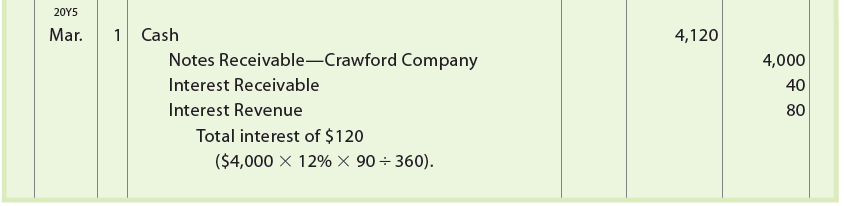 20Y5
Mar. 1 Cash 4,120
Notes Receivable—Crawford Company 4,000
Interest Receivable 40
Interest Revenue 80
Total interest of $120
($4,000 × 12% × 90 ÷ 360).